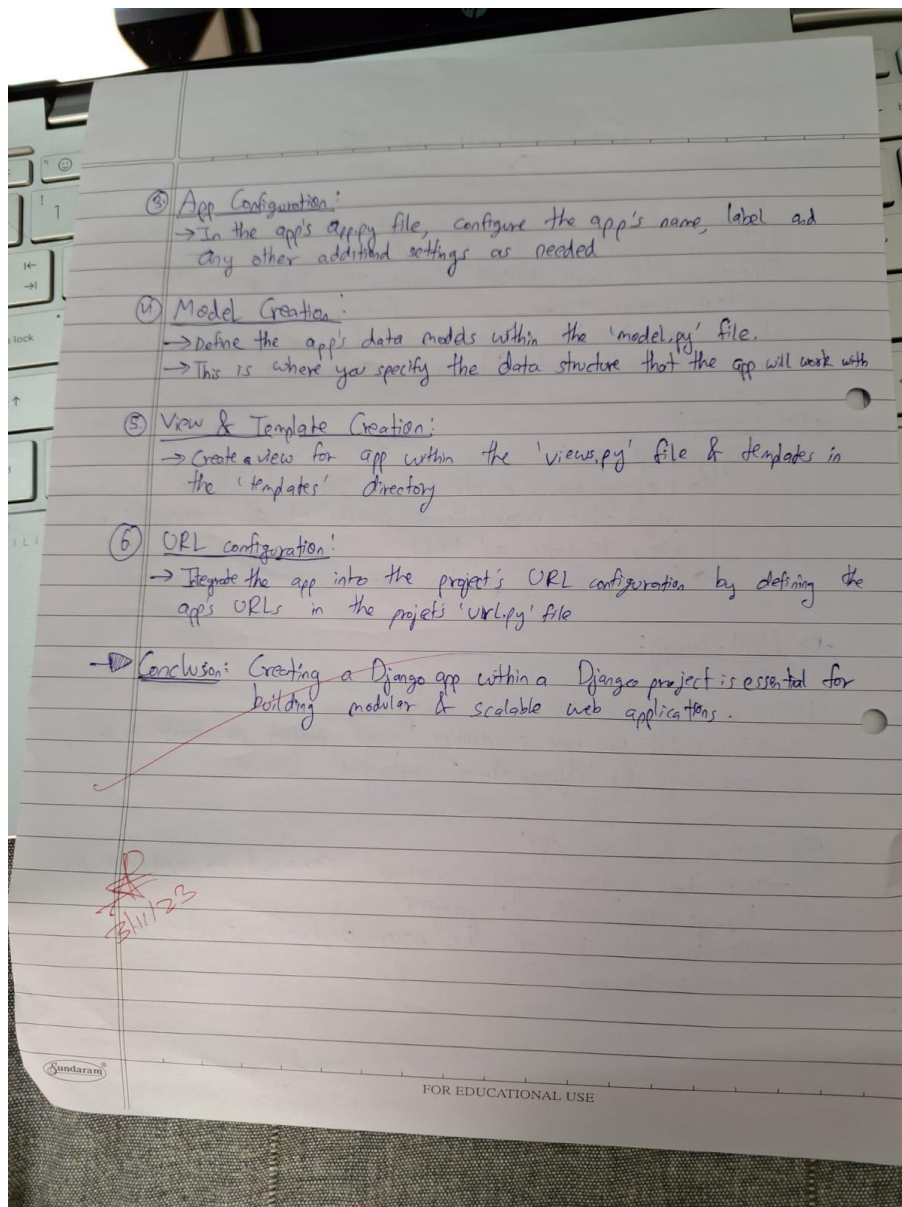 ③ App Configuration:
→ In the app's app.py file, configure the app's name, label and
any other additiond settings as needed
④ Model Creation:
→ Define the app's data models within the 'model.py' file.
→ This is where you specify the data structure that the app will work with
⑤ View & Template Creation:
→ Create a view for app within the 'views.py' file & templates in
the 'templates' directory
⑥ URL configuration:
→ Integrate the app into the project's URL configuration by defining the
app's URLs in the projets 'url.py' file
Conclusion: Creating a Django app within a Django project is essential for
building modular & scalable web applications.
3/11/23
Sundaram
FOR EDUCATIONAL USE